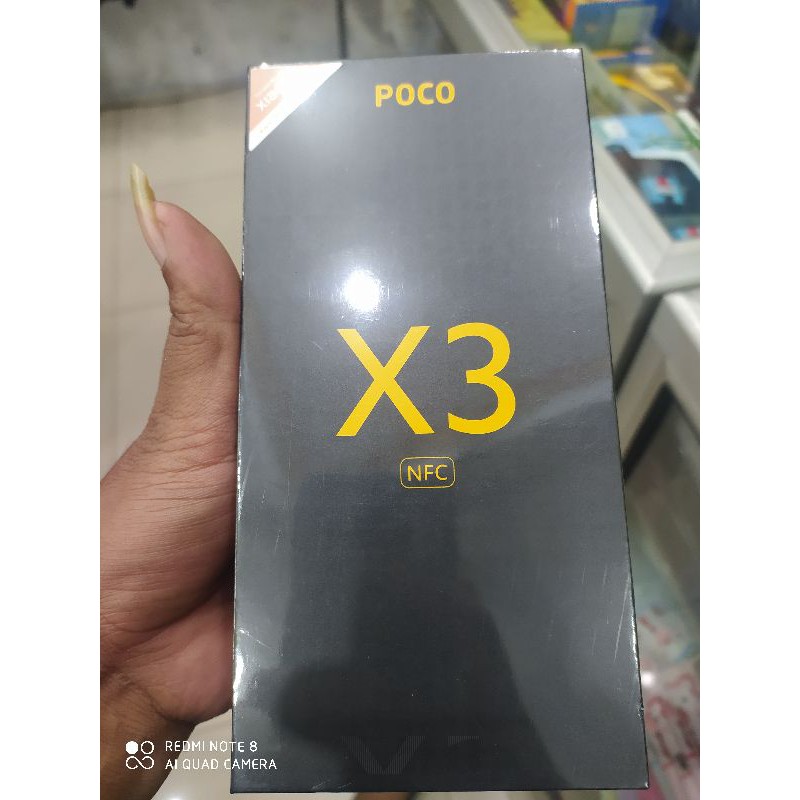 POCO
X3
NFC
REDMI NOTE 8
AI QUAD CAMERA